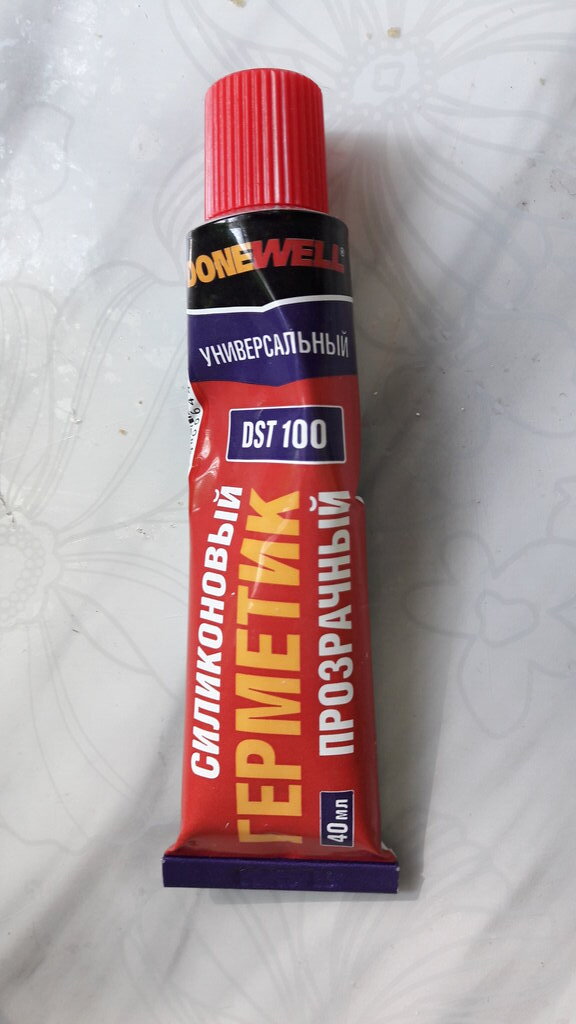 DONEWELL®
УНИВЕРСАЛЬНЫЙ
DST 100
СИЛИКОНОВЫЙ
ГЕРМЕТИК
ПРОЗРАЧНЫЙ
40 мл